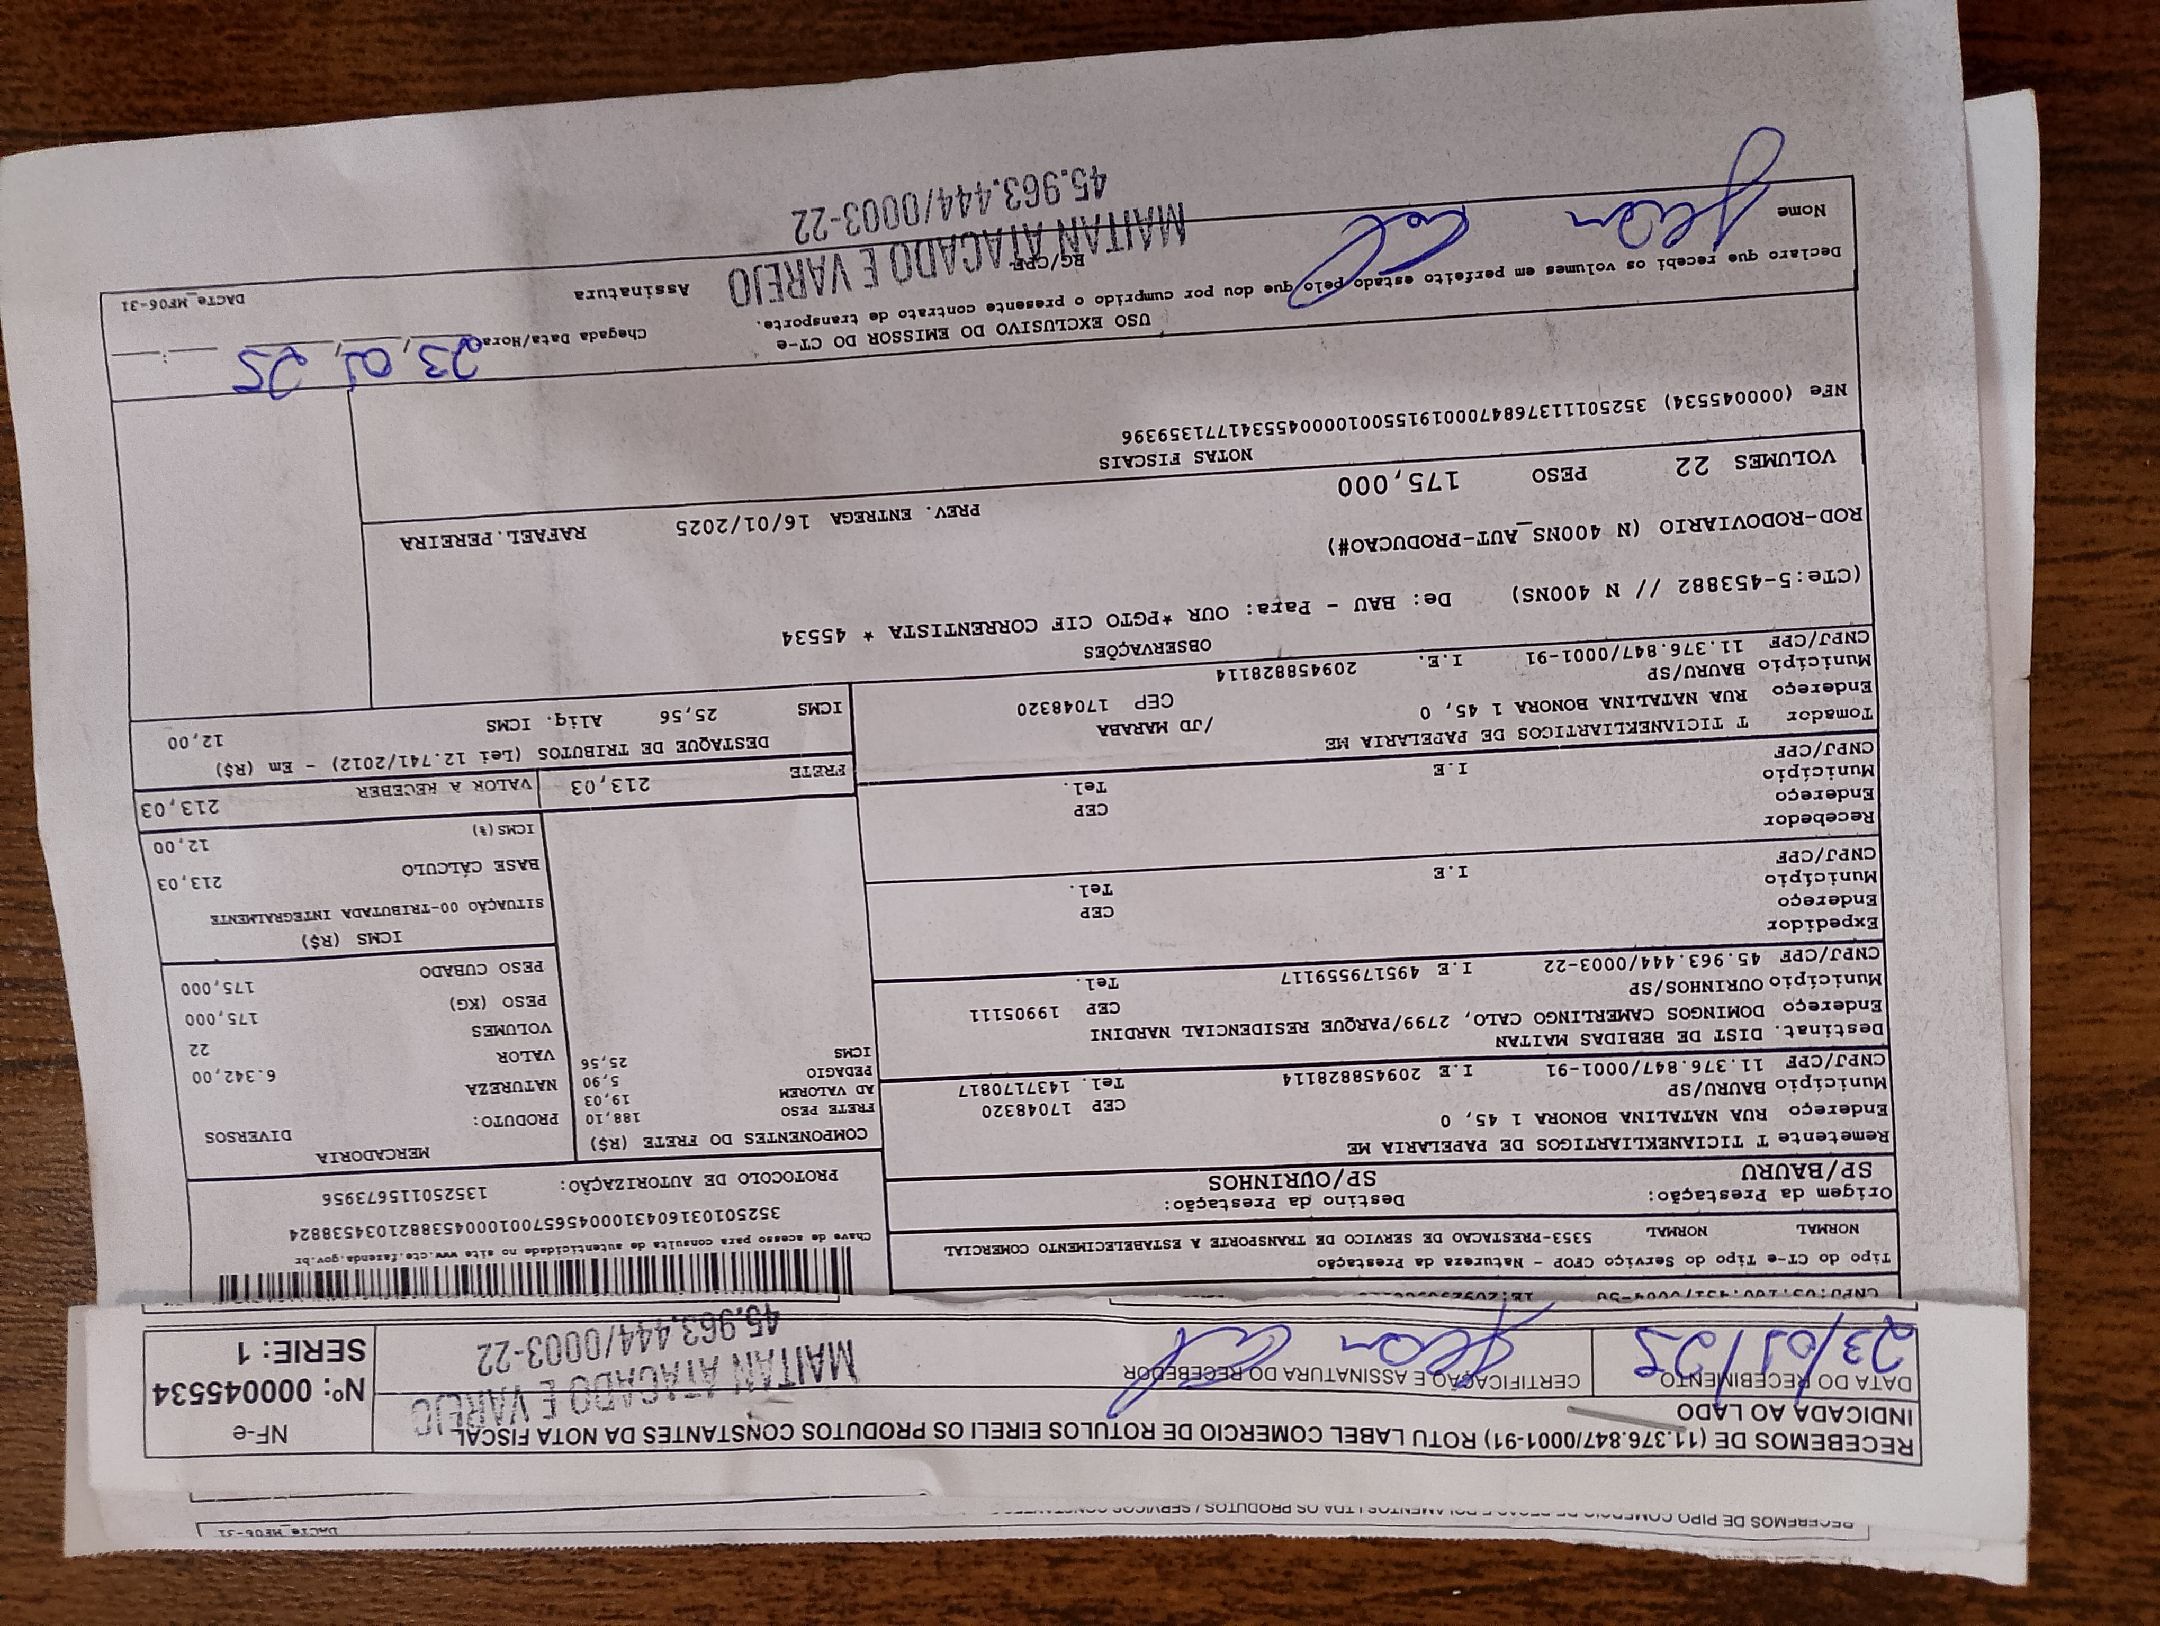 DACTe_MF06-31
NF-e
Nº: 000045534
SERIE: 1
RECEBEMOS DE (11.376.847/0001-91) ROTU LABEL COMERCIO DE ROTULOS EIRELI OS PRODUTOS CONSTANTES DA NOTA FISCAL
INDICADA AO LADO
DATA DO RECEBIMENTO
23/01/25
CERTIFICAÇÃO E ASSINATURA DO RECEBEDOR
MAITAN ATACADO E VAREJO
45.963.444/0003-22
Tipo do CT-e Tipo do Serviço CFOP - Natureza da Prestação
NORMAL NORMAL 5353-PRESTACAO DE SERVICO DE TRANSPORTE A ESTABELECIMENTO COMERCIAL
Origem da Prestação: Destino da Prestação:
SP/BAURU SP/OURINHOS
Chave de acesso para consulta de autenticidade no site www.cte.fazenda.gov.br
35250103160431000456570010004538821034538824
PROTOCOLO DE AUTORIZAÇÃO: 135250115673956
Remetente T TICIANEKLIARTIGOS DE PAPELARIA ME
Endereço RUA NATALINA BONORA 1 45, 0
Município BAURU/SP CEP 17048320
CNPJ/CPF 11.376.847/0001-91 I.E 209458828114 Tel. 1437170817
Destinat. DIST DE BEBIDAS MAITAN
Endereço DOMINGOS CAMERLINGO CALO, 2799/PARQUE RESIDENCIAL NARDINI
Município OURINHOS/SP CEP 19905111
CNPJ/CPF 45.963.444/0003-22 I.E 495179559117 Tel.
Expedidor
Endereço
Município CEP
CNPJ/CPF I.E Tel.
Recebedor
Endereço
Município CEP
CNPJ/CPF I.E Tel.
Tomador T TICIANEKLIARTICOS DE PAPELARIA ME
Endereço RUA NATALINA BONORA 1 45, 0 /JD MARABA
Município BAURU/SP CEP 17048320
CNPJ/CPF 11.376.847/0001-91 I.E. 209458828114
COMPONENTES DO FRETE (R$)
FRETE PESO 188,10
AD VALOREM 19,03
PEDAGIO 5,90
ICMS 25,56
MERCADORIA
PRODUTO: DIVERSOS
NATUREZA
VALOR 6.342,00
VOLUMES 22
PESO (KG) 175,000
PESO CUBADO 175,000
ICMS (R$)
SITUAÇÃO 00-TRIBUTADA INTEGRALMENTE
BASE CÁLCULO 213,03
ICMS(%) 12,00
FRETE 213,03 VALOR A RECEBER 213,03
DESTAQUE DE TRIBUTOS (Lei 12.741/2012) - Em (R$)
ICMS 25,56 Aliq. ICMS 12,00
OBSERVAÇÕES
(CTe:5-453882 // N 400NS) De: BAU - Para: OUR *PGTO CIF CORRENTISTA * 45534
ROD-RODOVIARIO (N 400NS_AUT-PRODUCAO#)
VOLUMES 22 PESO 175,000
PREV. ENTREGA 16/01/2025 RAFAEL.PEREIRA
NOTAS FISCAIS
NFe (000045534) 35250111376847000191550010000455341771359396
USO EXCLUSIVO DO EMISSOR DO CT-e
Declaro que recebi os volumes em perfeito estado pelo que dou por cumprido o presente contrato de transporte.
Nome RG/CPF Assinatura
Chegada Data/Hora 23 01 25
MAITAN ATACADO E VAREJO
45.963.444/0003-22
DACTe_MF06-31